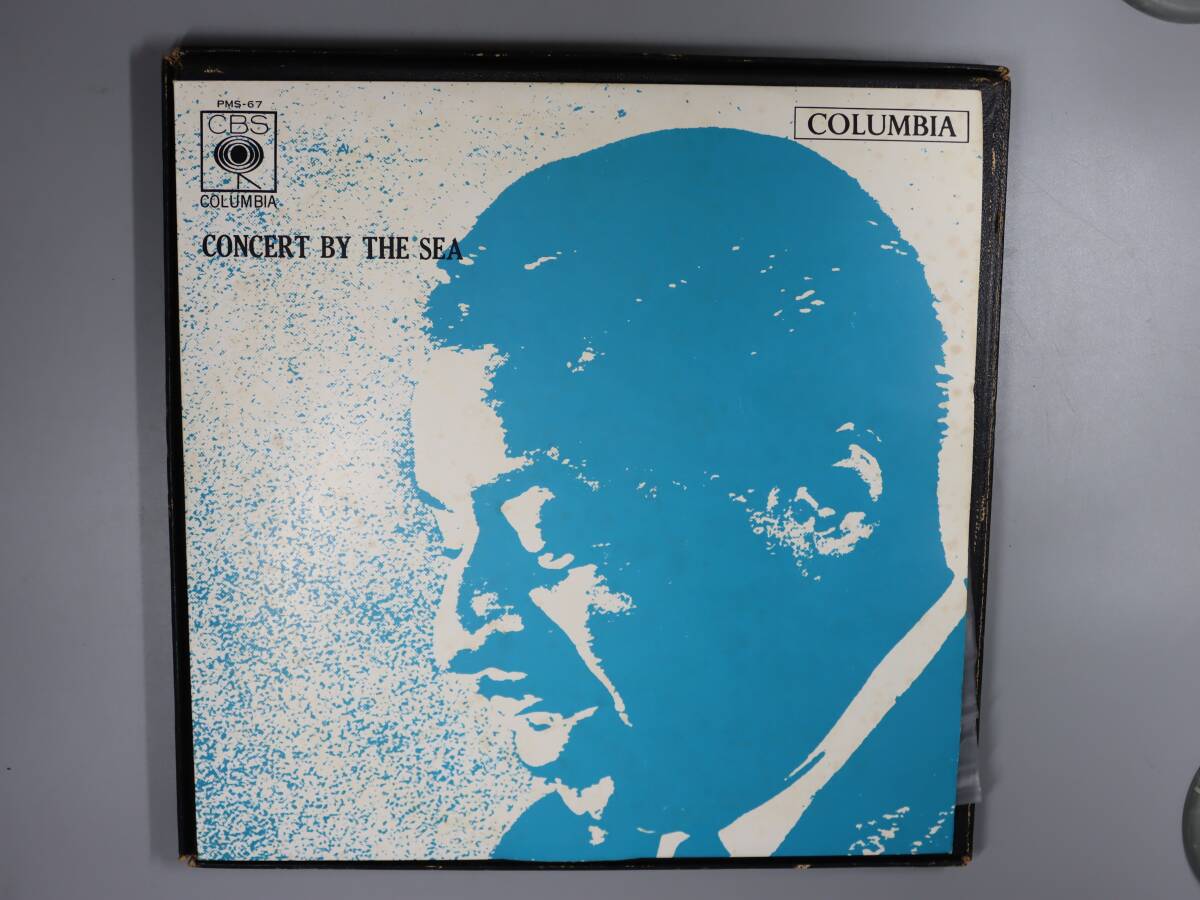 PMS-67
CBS
COLUMBIA
COLUMBIA
CONCERT BY THE SEA